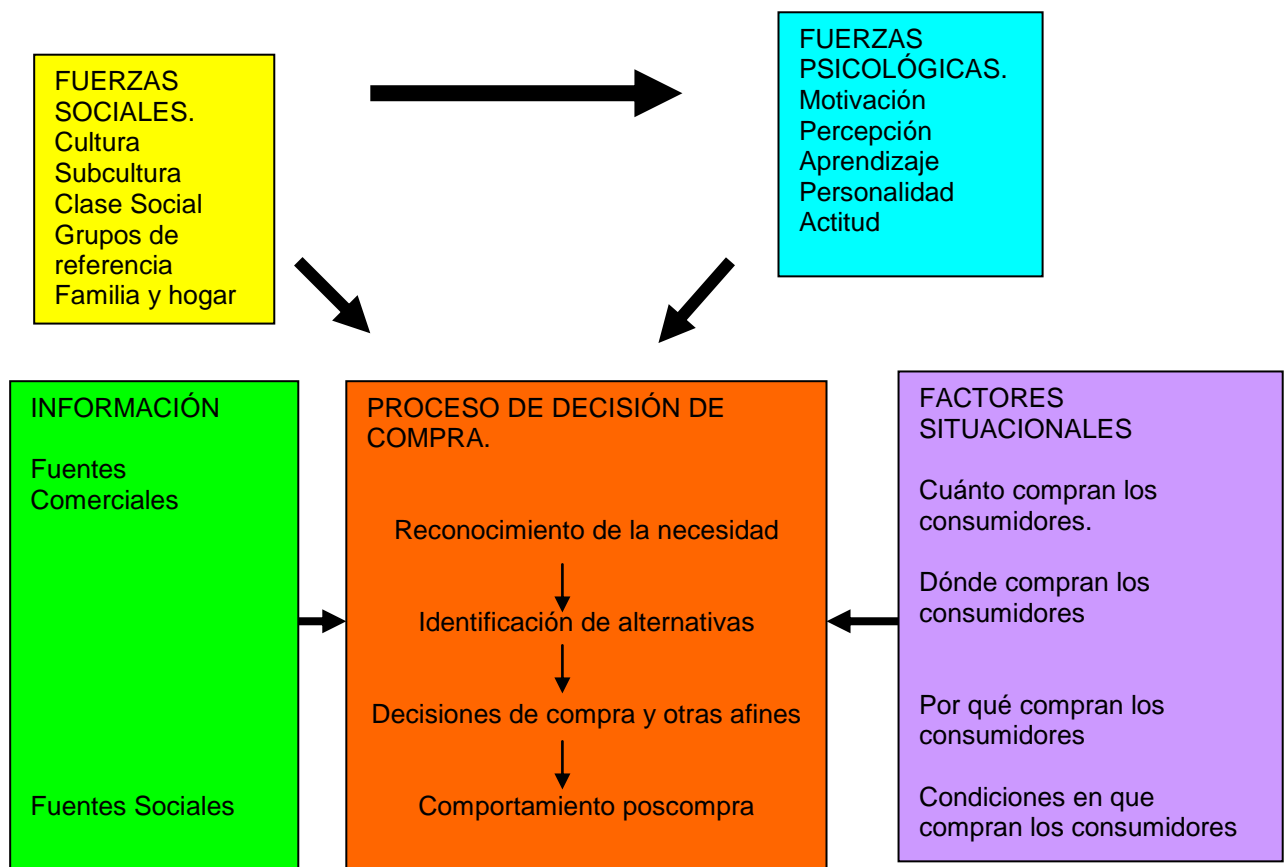 FUERZAS
SOCIALES.
Cultura
Subcultura
Clase Social
Grupos de
referencia
Familia y hogar
FUERZAS
PSICOLÓGICAS.
Motivación
Percepción
Aprendizaje
Personalidad
Actitud
INFORMACIÓN
Fuentes
Comerciales
Fuentes Sociales
PROCESO DE DECISIÓN DE
COMPRA.
Reconocimiento de la necesidad
Identificación de alternativas
Decisiones de compra y otras afines
Comportamiento poscompra
FACTORES
SITUACIONALES
Cuánto compran los
consumidores.
Dónde compran los
consumidores
Por qué compran los
consumidores
Condiciones en que
compran los consumidores